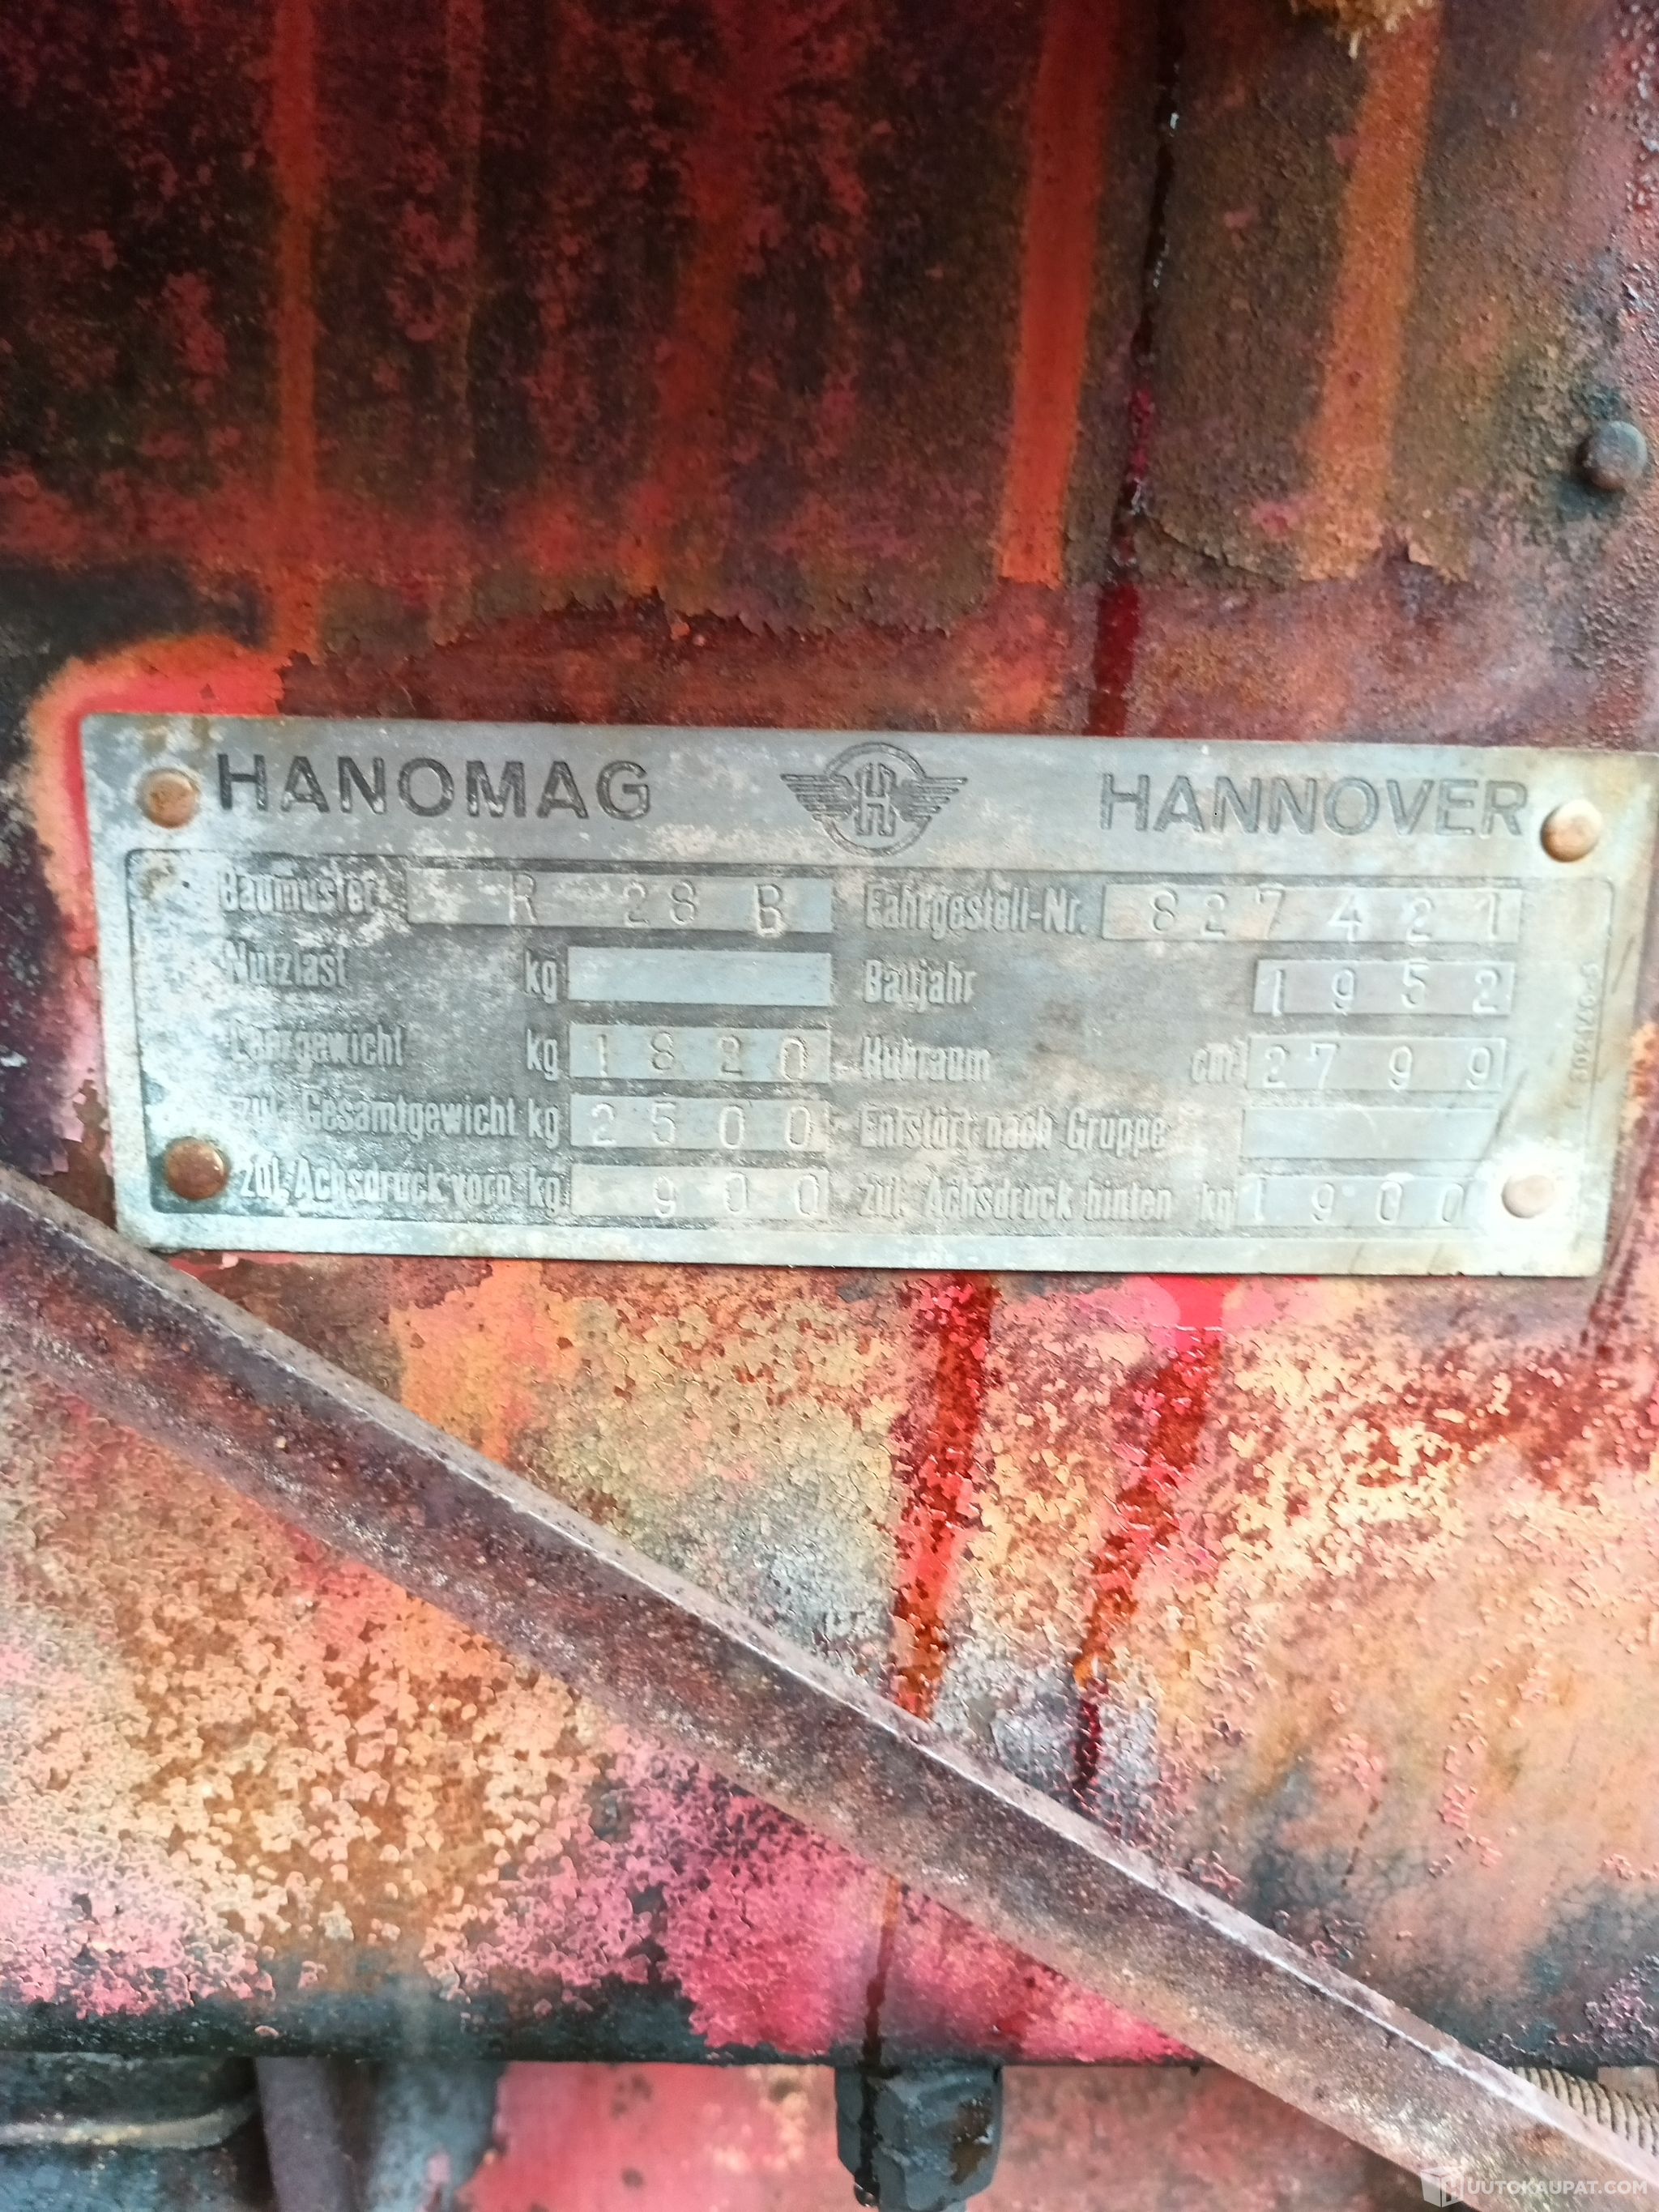 HANOMAG H HANNOVER
Baumuster R 28 B Fahrgestell-Nr. 827421
Nutzlast kg Baujahr 1952
Leergewicht kg 1820 Hubraum cm³ 2799
zul. Gesamtgewicht kg 2500 Entstört nach Gruppe
zul. Achsdruck vorn kg 900 zul. Achsdruck hinten kg 1900
HUUTOKAUPAT.COM